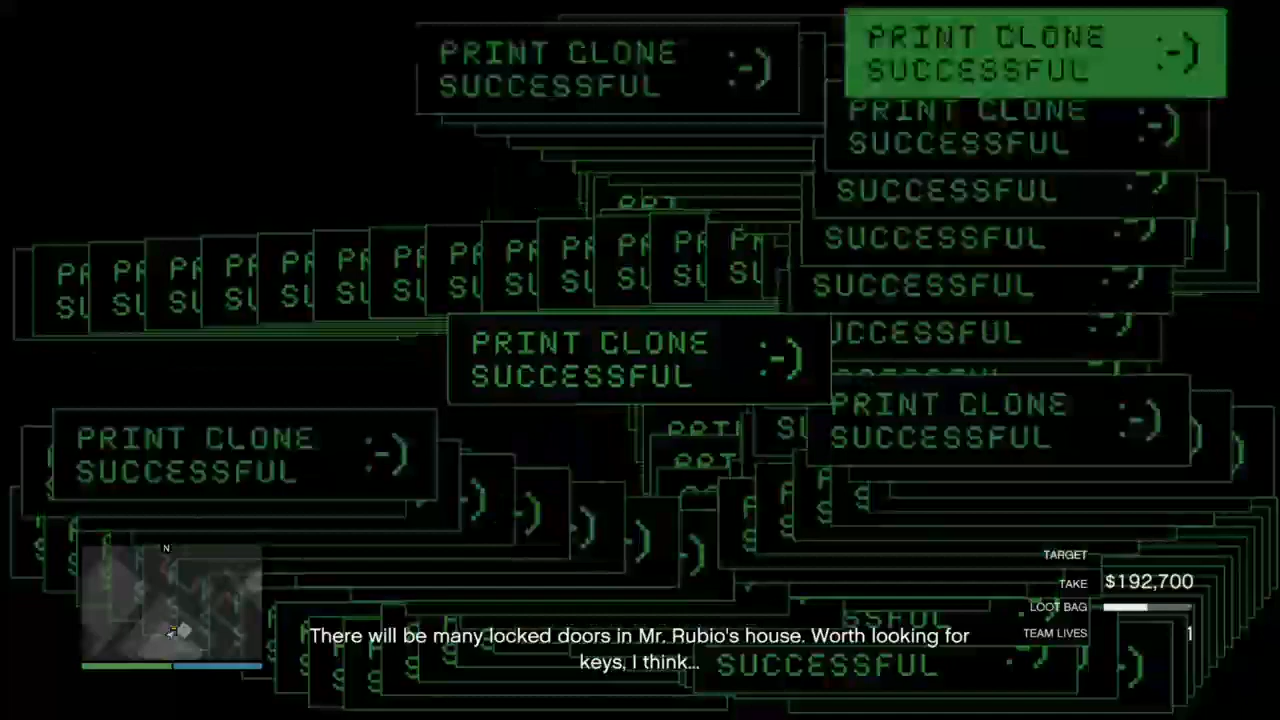 PRINT CLONE
SUCCESSFUL :-)
PRINT CLONE
SUCCESSFUL :-)
PRINT CLONE
SUCCESSFUL :-)
SUCCESSFUL
SUCCESSFUL
SUCCESSFUL
PRINT CLONE
SUCCESSFUL :-)
PRINT CLONE
SUCCESSFUL :-)
PRINT CLONE
SUCCESSFUL :-)
N
TARGET
TAKE $192,700
LOOT BAG
TEAM LIVES 1
There will be many locked doors in Mr. Rubio's house. Worth looking for
keys, I think...
SUCCESSFUL